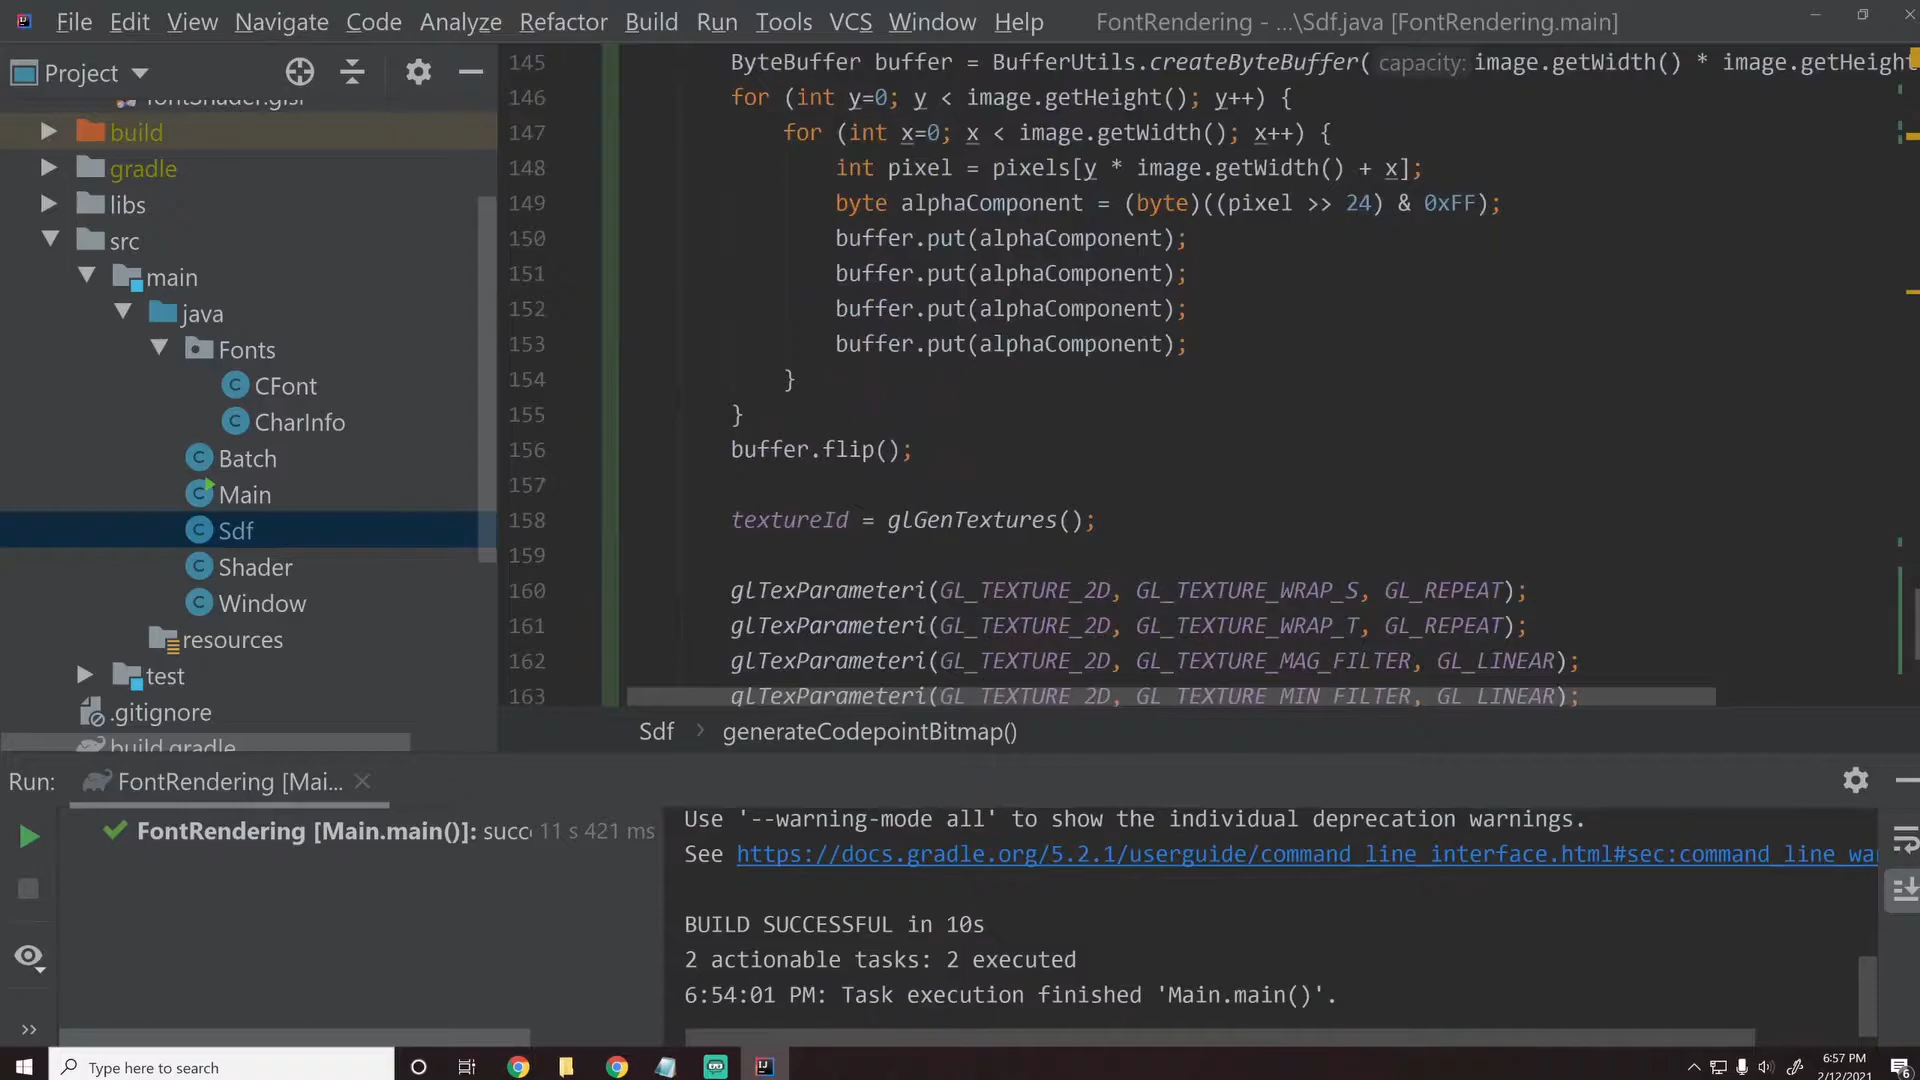 File Edit View Navigate Code Analyze Refactor Build Run Tools VCS Window Help FontRendering - ...\Sdf.java [FontRendering.main]
Project
fontShader.glsl
build
gradle
libs
src
main
java
Fonts
CFont
CharInfo
Batch
Main
Sdf
Shader
Window
resources
test
.gitignore
build.gradle
145 ByteBuffer buffer = BufferUtils.createByteBuffer( capacity: image.getWidth() * image.getHeight
146 for (int y=0; y < image.getHeight(); y++) {
147 for (int x=0; x < image.getWidth(); x++) {
148 int pixel = pixels[y * image.getWidth() + x];
149 byte alphaComponent = (byte)((pixel >> 24) & 0xFF);
150 buffer.put(alphaComponent);
151 buffer.put(alphaComponent);
152 buffer.put(alphaComponent);
153 buffer.put(alphaComponent);
154 }
155 }
156 buffer.flip();
157
158 textureId = glGenTextures();
159
160 glTexParameteri(GL_TEXTURE_2D, GL_TEXTURE_WRAP_S, GL_REPEAT);
161 glTexParameteri(GL_TEXTURE_2D, GL_TEXTURE_WRAP_T, GL_REPEAT);
162 glTexParameteri(GL_TEXTURE_2D, GL_TEXTURE_MAG_FILTER, GL_LINEAR);
163 glTexParameteri(GL_TEXTURE_2D, GL_TEXTURE_MIN_FILTER, GL_LINEAR);
Sdf > generateCodepointBitmap()
Run: FontRendering [Mai...
FontRendering [Main.main()]: succ 11 s 421 ms
Use '--warning-mode all' to show the individual deprecation warnings.
See https://docs.gradle.org/5.2.1/userguide/command_line_interface.html#sec:command_line_wa
BUILD SUCCESSFUL in 10s
2 actionable tasks: 2 executed
6:54:01 PM: Task execution finished 'Main.main()'.
Type here to search
6:57 PM
2/12/2021
6